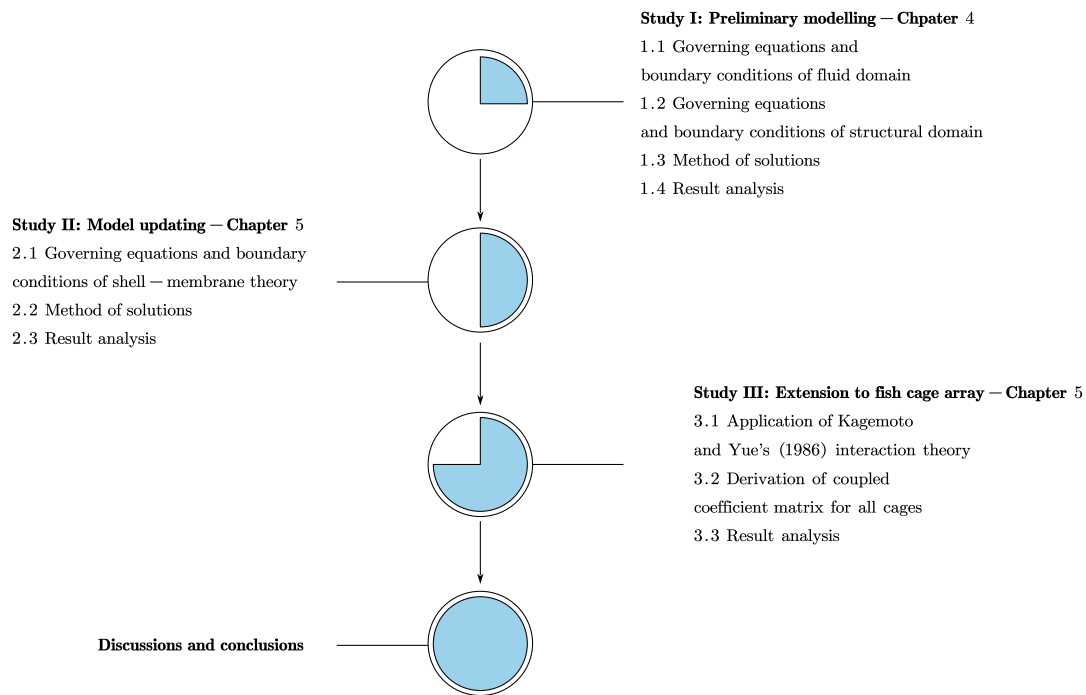 Study I: Preliminary modelling – Chpater 4
1.1 Governing equations and
boundary conditions of fluid domain
1.2 Governing equations
and boundary conditions of structural domain
1.3 Method of solutions
1.4 Result analysis
Study II: Model updating – Chapter 5
2.1 Governing equations and boundary
conditions of shell – membrane theory
2.2 Method of solutions
2.3 Result analysis
Study III: Extension to fish cage array – Chapter 5
3.1 Application of Kagemoto
and Yue's (1986) interaction theory
3.2 Derivation of coupled
coefficient matrix for all cages
3.3 Result analysis
Discussions and conclusions